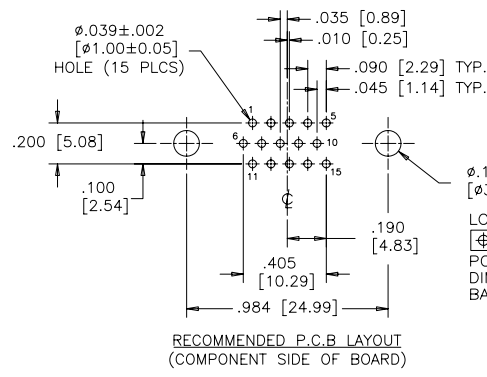 ø.039±.002
[ø1.00±0.05]
HOLE (15 PLCS)
.035 [0.89]
.010 [0.25]
.090 [2.29] TYP.
.045 [1.14] TYP.
1
5
.200 [5.08]
6
10
11
15
.100
[2.54]
ø.1
[ø3
℄
.190
[4.83]
LO
⌖
PO
DIM
BA
.405
[10.29]
.984 [24.99]
RECOMMENDED P.C.B LAYOUT
(COMPONENT SIDE OF BOARD)